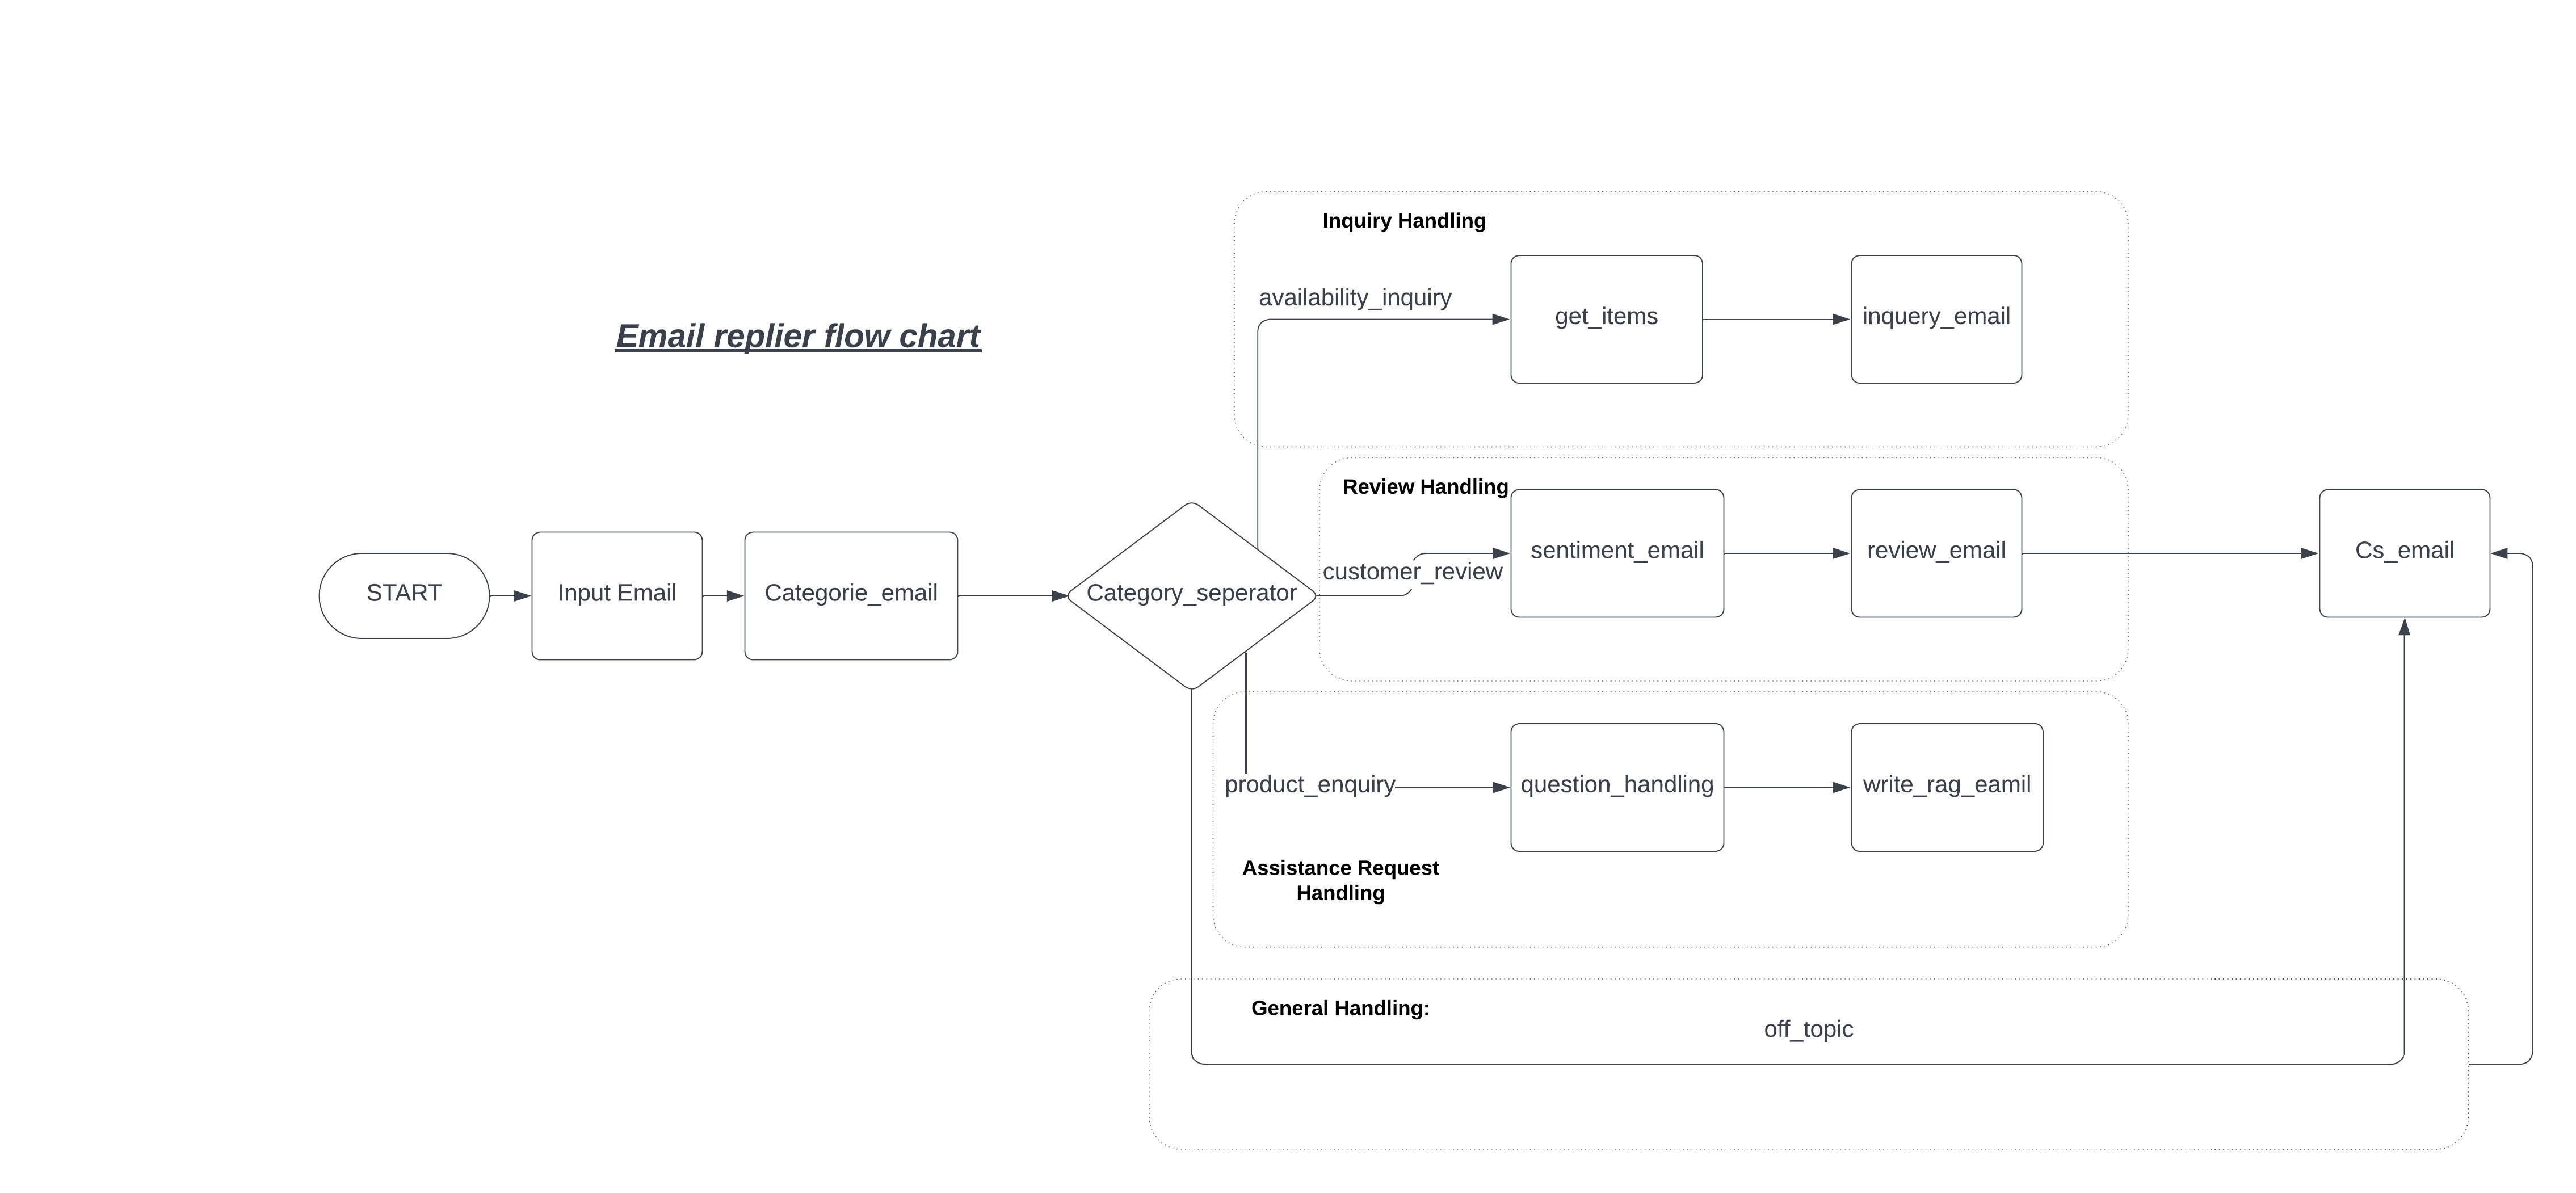 Email replier flow chart
START
Input Email
Categorie_email
Category_seperator
Inquiry Handling
availability_inquiry
get_items
inquery_email
Review Handling
customer_review
sentiment_email
review_email
Cs_email
product_enquiry
question_handling
write_rag_eamil
Assistance Request
Handling
General Handling:
off_topic